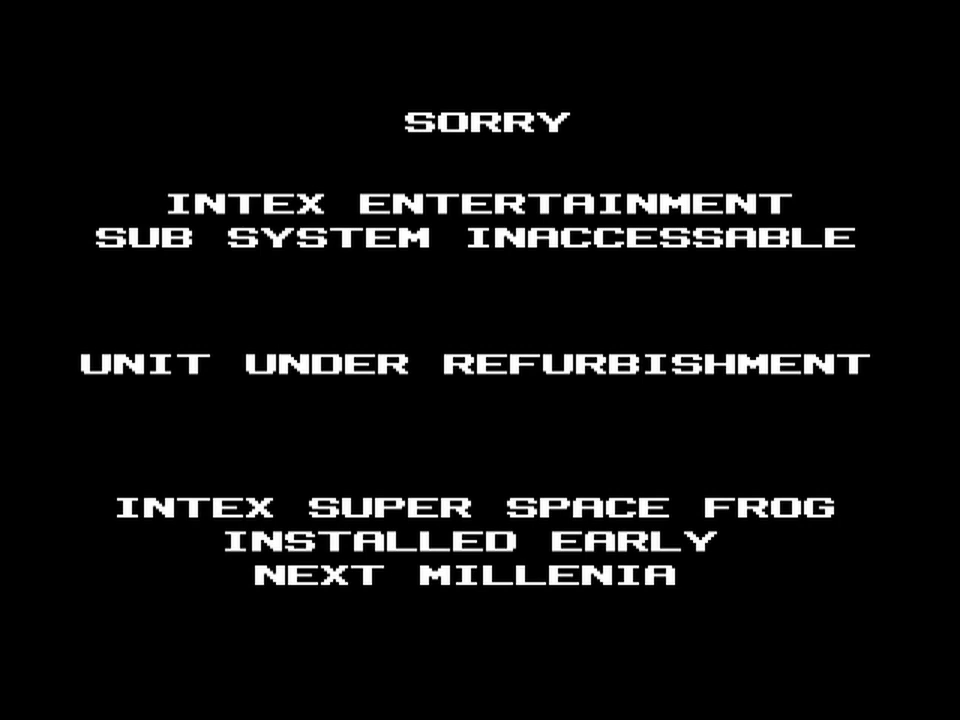 SORRY
INTEX ENTERTAINMENT
SUB SYSTEM INACCESSABLE
UNIT UNDER REFURBISHMENT
INTEX SUPER SPACE FROG
INSTALLED EARLY
NEXT MILLENIA